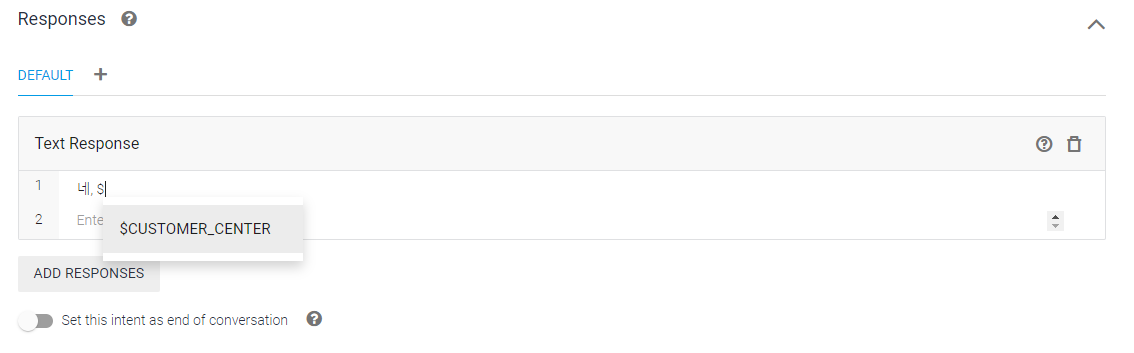 Responses
DEFAULT
Text Response
1 네, $
2 Ente
$CUSTOMER_CENTER
ADD RESPONSES
Set this intent as end of conversation